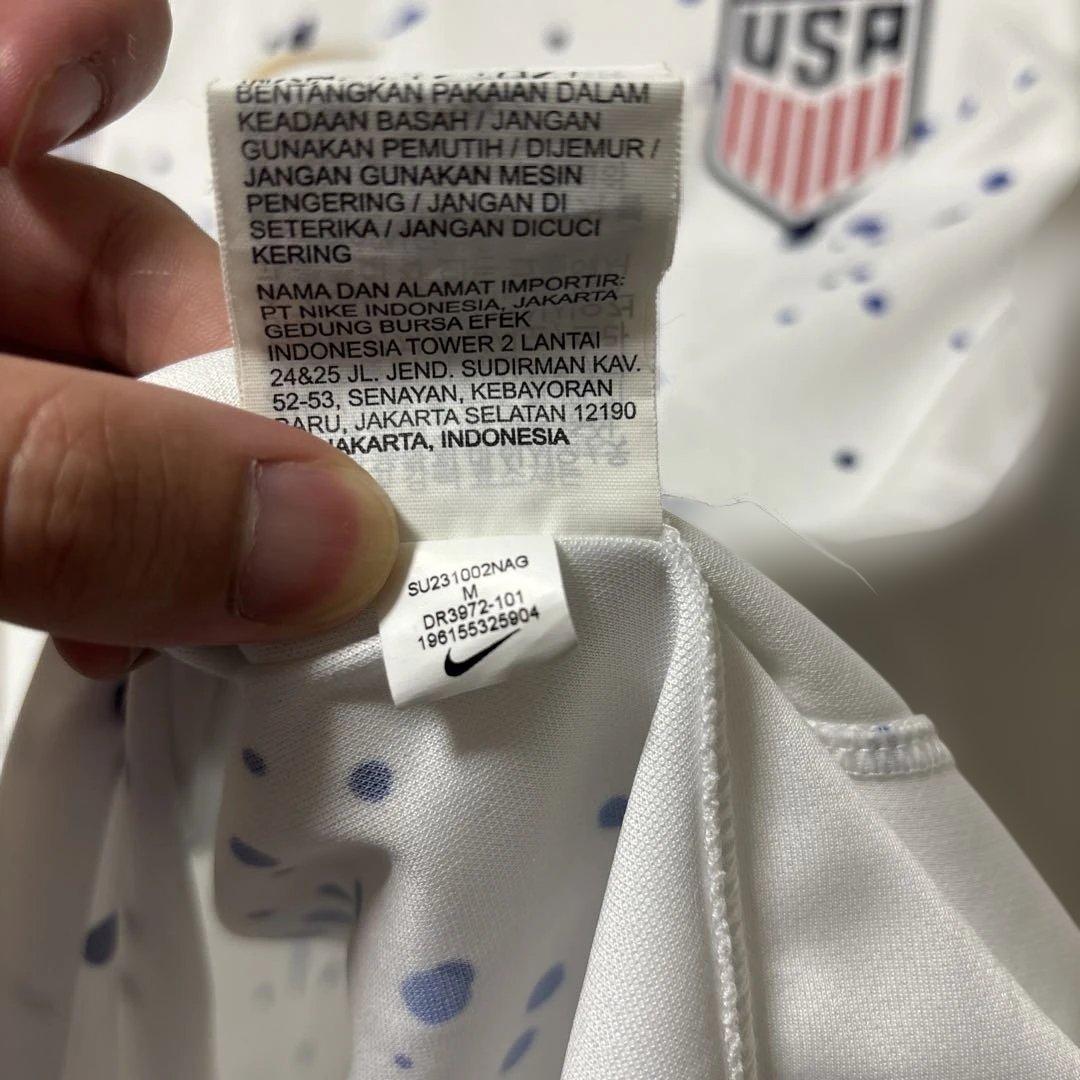 USA
BENTANGKAN PAKAIAN DALAM
KEADAAN BASAH / JANGAN
GUNAKAN PEMUTIH / DIJEMUR /
JANGAN GUNAKAN MESIN
PENGERING / JANGAN DI
SETERIKA / JANGAN DICUCI
KERING
NAMA DAN ALAMAT IMPORTIR:
PT NIKE INDONESIA, JAKARTA
GEDUNG BURSA EFEK
INDONESIA TOWER 2 LANTAI
24&25 JL. JEND. SUDIRMAN KAV.
52-53, SENAYAN, KEBAYORAN
BARU, JAKARTA SELATAN 12190
JAKARTA, INDONESIA
SU231002NAG
M
DR3972-101
196155325904